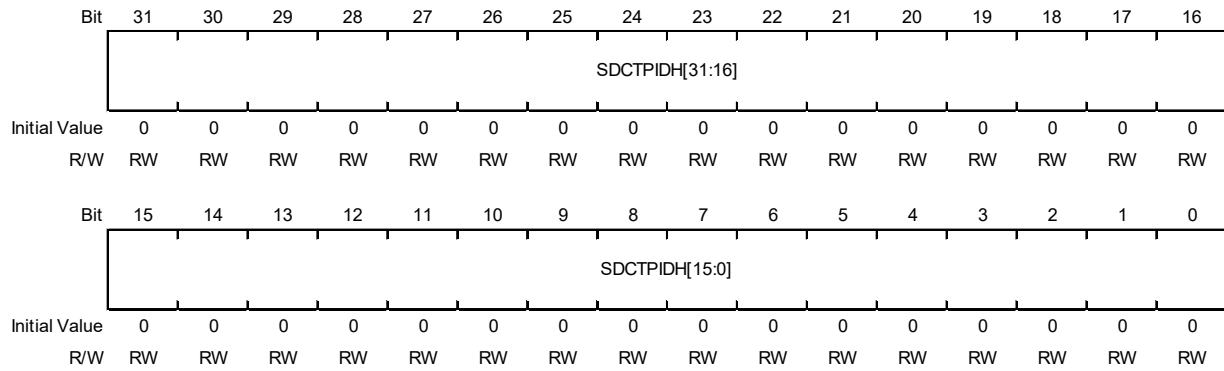 Bit 31 30 29 28 27 26 25 24 23 22 21 20 19 18 17 16
SDCTPIDH[31:16]
Initial Value 0 0 0 0 0 0 0 0 0 0 0 0 0 0 0 0
R/W RW RW RW RW RW RW RW RW RW RW RW RW RW RW RW RW
Bit 15 14 13 12 11 10 9 8 7 6 5 4 3 2 1 0
SDCTPIDH[15:0]
Initial Value 0 0 0 0 0 0 0 0 0 0 0 0 0 0 0 0
R/W RW RW RW RW RW RW RW RW RW RW RW RW RW RW RW RW